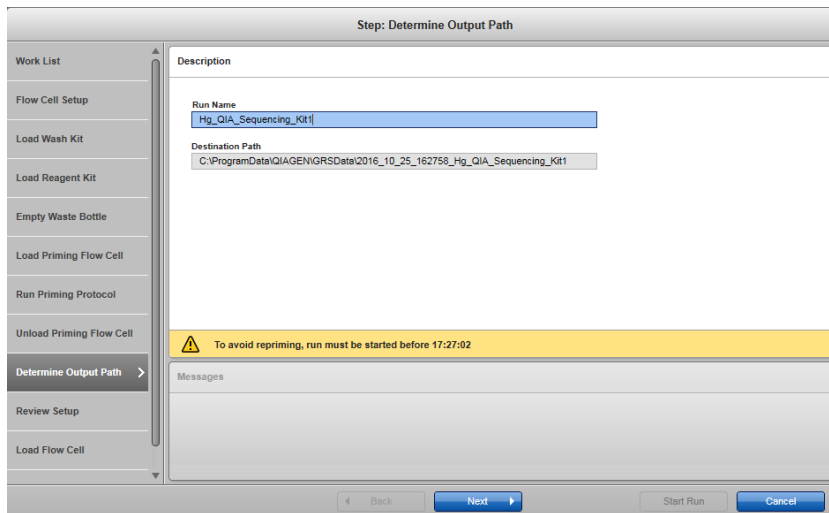 Step: Determine Output Path
Work List
Flow Cell Setup
Load Wash Kit
Load Reagent Kit
Empty Waste Bottle
Load Priming Flow Cell
Run Priming Protocol
Unload Priming Flow Cell
Determine Output Path
Review Setup
Load Flow Cell
Description
Run Name
Hg_QIA_Sequencing_Kit1
Destination Path
C:\ProgramData\QIAGEN\GRSData\2016_10_25_162758_Hg_QIA_Sequencing_Kit1
To avoid repriming, run must be started before 17:27:02
Messages
Back
Next
Start Run
Cancel